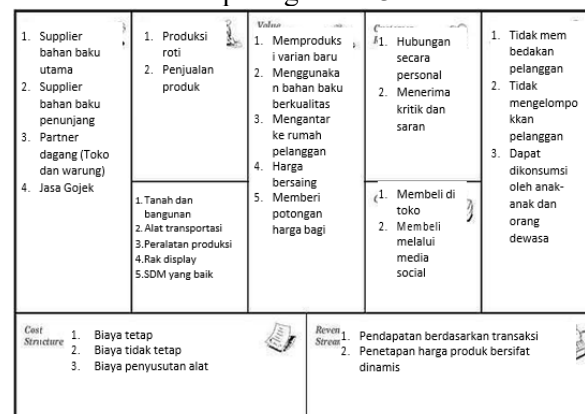 1. Supplier
bahan baku
utama
2. Supplier
bahan baku
penunjang
3. Partner
dagang (Toko
dan warung)
4. Jasa Gojek
1. Produksi
roti
2. Penjualan
produk
1. Tanah dan
bangunan
2. Alat transportasi
3. Peralatan produksi
4. Rak display
5. SDM yang baik
Value
1. Memproduks
i varian baru
2. Menggunaka
n bahan baku
berkualitas
3. Mengantar
ke rumah
pelanggan
4. Harga
bersaing
5. Memberi
potongan
harga bagi
1. Hubungan
secara
personal
2. Menerima
kritik dan
saran
1. Membeli di
toko
2. Membeli
melalui
media
social
1. Tidak mem
bedakan
pelanggan
2. Tidak
mengelompo
kkan
pelanggan
3. Dapat
dikonsumsi
oleh anak-
anak dan
orang
dewasa
Cost
Structure
1. Biaya tetap
2. Biaya tidak tetap
3. Biaya penyusutan alat
Reven
Stream
1. Pendapatan berdasarkan transaksi
2. Penetapan harga produk bersifat
dinamis